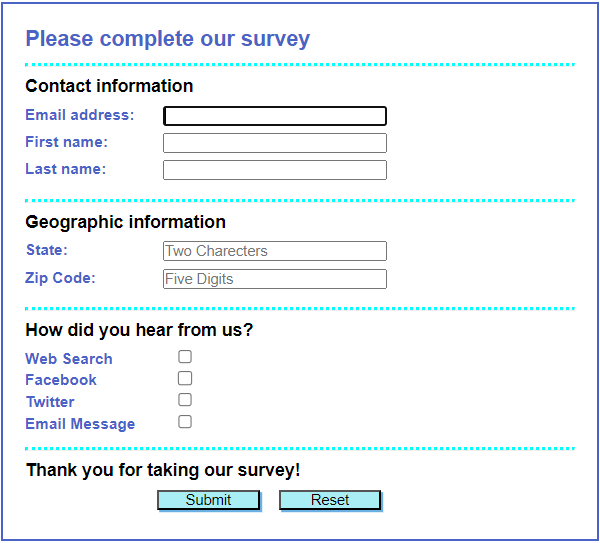 Please complete our survey
Contact information
Email address:
First name:
Last name:
Geographic information
State: Two Charecters
Zip Code: Five Digits
How did you hear from us?
Web Search
Facebook
Twitter
Email Message
Thank you for taking our survey!
Submit Reset